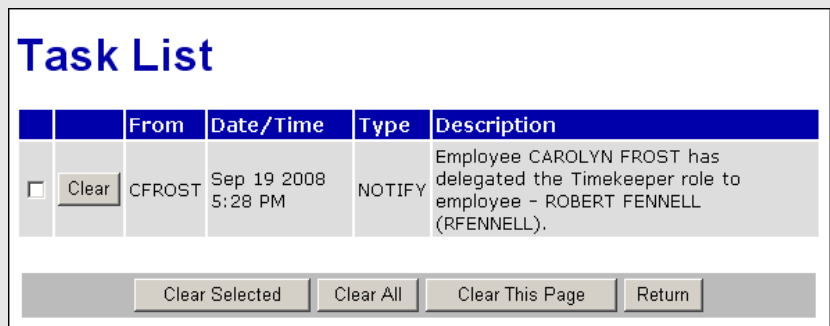 Task List
From Date/Time Type Description
Clear CFROST Sep 19 2008 5:28 PM NOTIFY Employee CAROLYN FROST has
delegated the Timekeeper role to
employee - ROBERT FENNELL
(RFENNELL).
Clear Selected Clear All Clear This Page Return